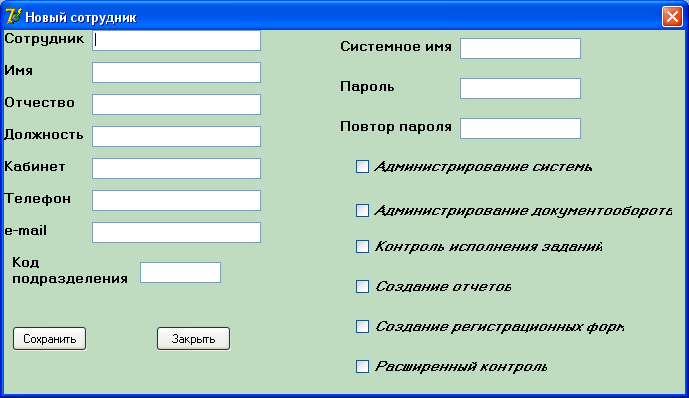 Новый сотрудник
Сотрудник
Имя
Отчество
Должность
Кабинет
Телефон
e-mail
Код
подразделения
Сохранить
Закрыть
Системное имя
Пароль
Повтор пароля
Администрирование системы
Администрирование документооборота
Контроль исполнения заданий
Создание отчетов
Создание регистрационных форм
Расширенный контроль